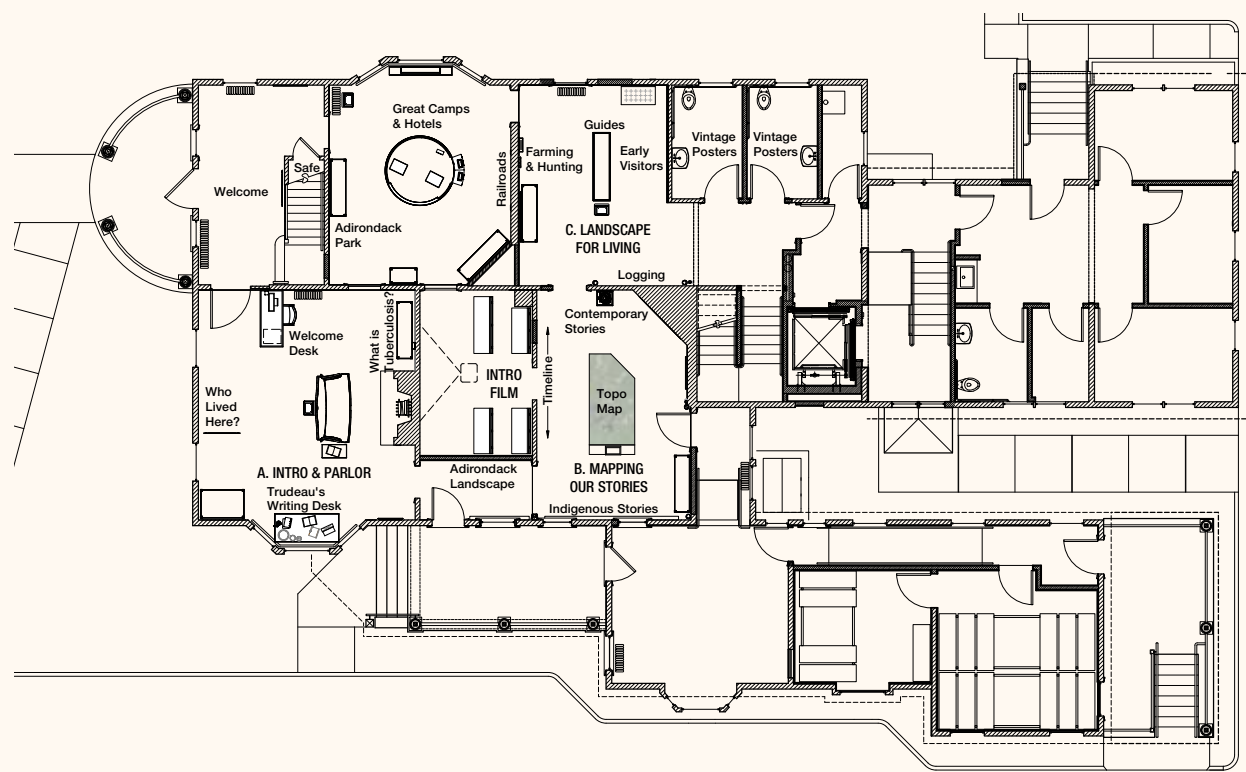 Great Camps
& Hotels
Guides
Vintage
Posters
Vintage
Posters
Farming
& Hunting
Early
Visitors
Railroads
Safe
Welcome
Adirondack
Park
C. LANDSCAPE
FOR LIVING
Logging
What is
Tuberculosis?
Welcome
Desk
Contemporary
Stories
INTRO
FILM
Timeline
Topo
Map
Who
Lived
Here?
A. INTRO & PARLOR
Adirondack
Landscape
B. MAPPING
OUR STORIES
Trudeau's
Writing Desk
Indigenous Stories